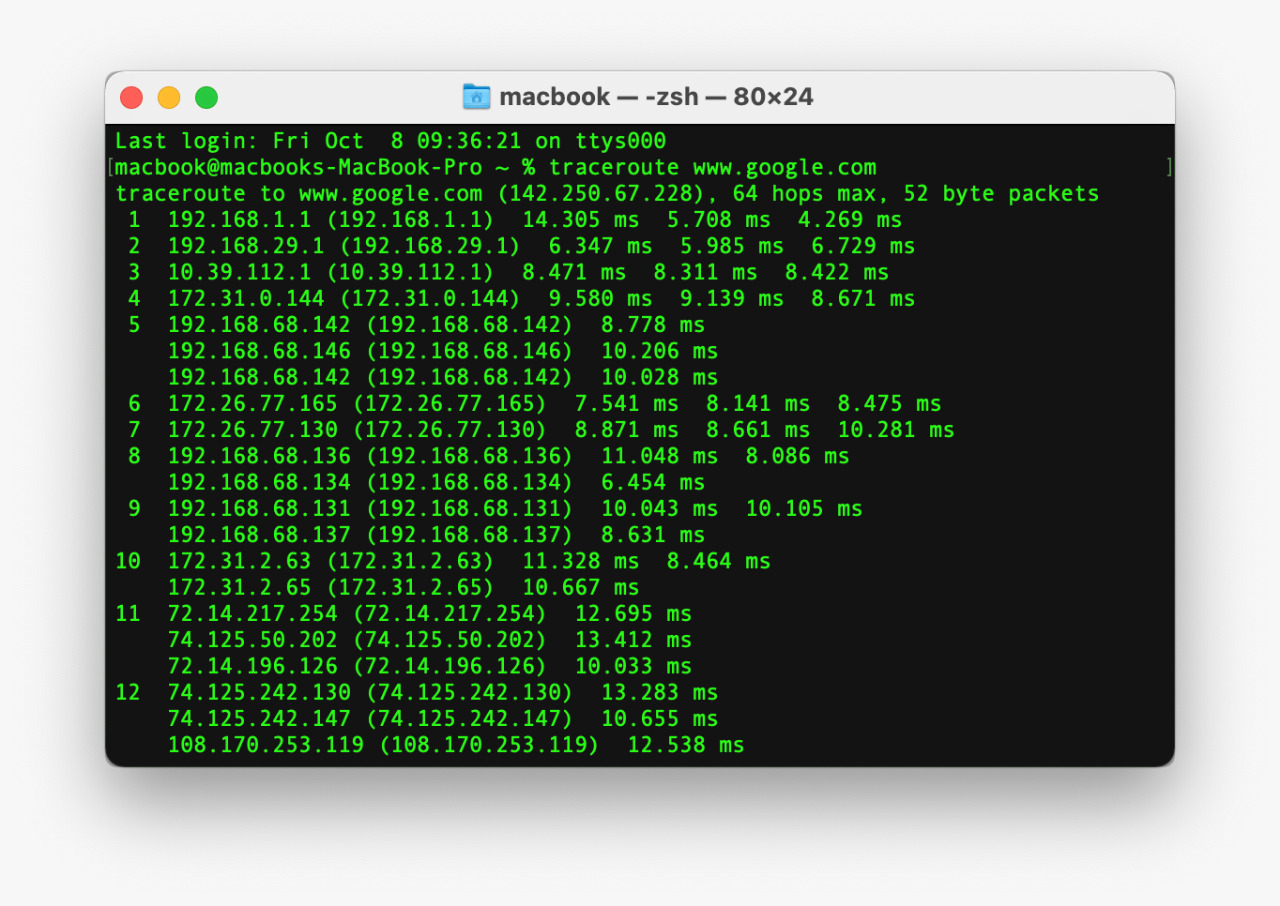 macbook — -zsh — 80×24
Last login: Fri Oct  8 09:36:21 on ttys000
[macbook@macbooks-MacBook-Pro ~ % traceroute www.google.com ]
traceroute to www.google.com (142.250.67.228), 64 hops max, 52 byte packets
 1  192.168.1.1 (192.168.1.1)  14.305 ms  5.708 ms  4.269 ms
 2  192.168.29.1 (192.168.29.1)  6.347 ms  5.985 ms  6.729 ms
 3  10.39.112.1 (10.39.112.1)  8.471 ms  8.311 ms  8.422 ms
 4  172.31.0.144 (172.31.0.144)  9.580 ms  9.139 ms  8.671 ms
 5  192.168.68.142 (192.168.68.142)  8.778 ms
    192.168.68.146 (192.168.68.146)  10.206 ms
    192.168.68.142 (192.168.68.142)  10.028 ms
 6  172.26.77.165 (172.26.77.165)  7.541 ms  8.141 ms  8.475 ms
 7  172.26.77.130 (172.26.77.130)  8.871 ms  8.661 ms  10.281 ms
 8  192.168.68.136 (192.168.68.136)  11.048 ms  8.086 ms
    192.168.68.134 (192.168.68.134)  6.454 ms
 9  192.168.68.131 (192.168.68.131)  10.043 ms  10.105 ms
    192.168.68.137 (192.168.68.137)  8.631 ms
10  172.31.2.63 (172.31.2.63)  11.328 ms  8.464 ms
    172.31.2.65 (172.31.2.65)  10.667 ms
11  72.14.217.254 (72.14.217.254)  12.695 ms
    74.125.50.202 (74.125.50.202)  13.412 ms
    72.14.196.126 (72.14.196.126)  10.033 ms
12  74.125.242.130 (74.125.242.130)  13.283 ms
    74.125.242.147 (74.125.242.147)  10.655 ms
    108.170.253.119 (108.170.253.119)  12.538 ms